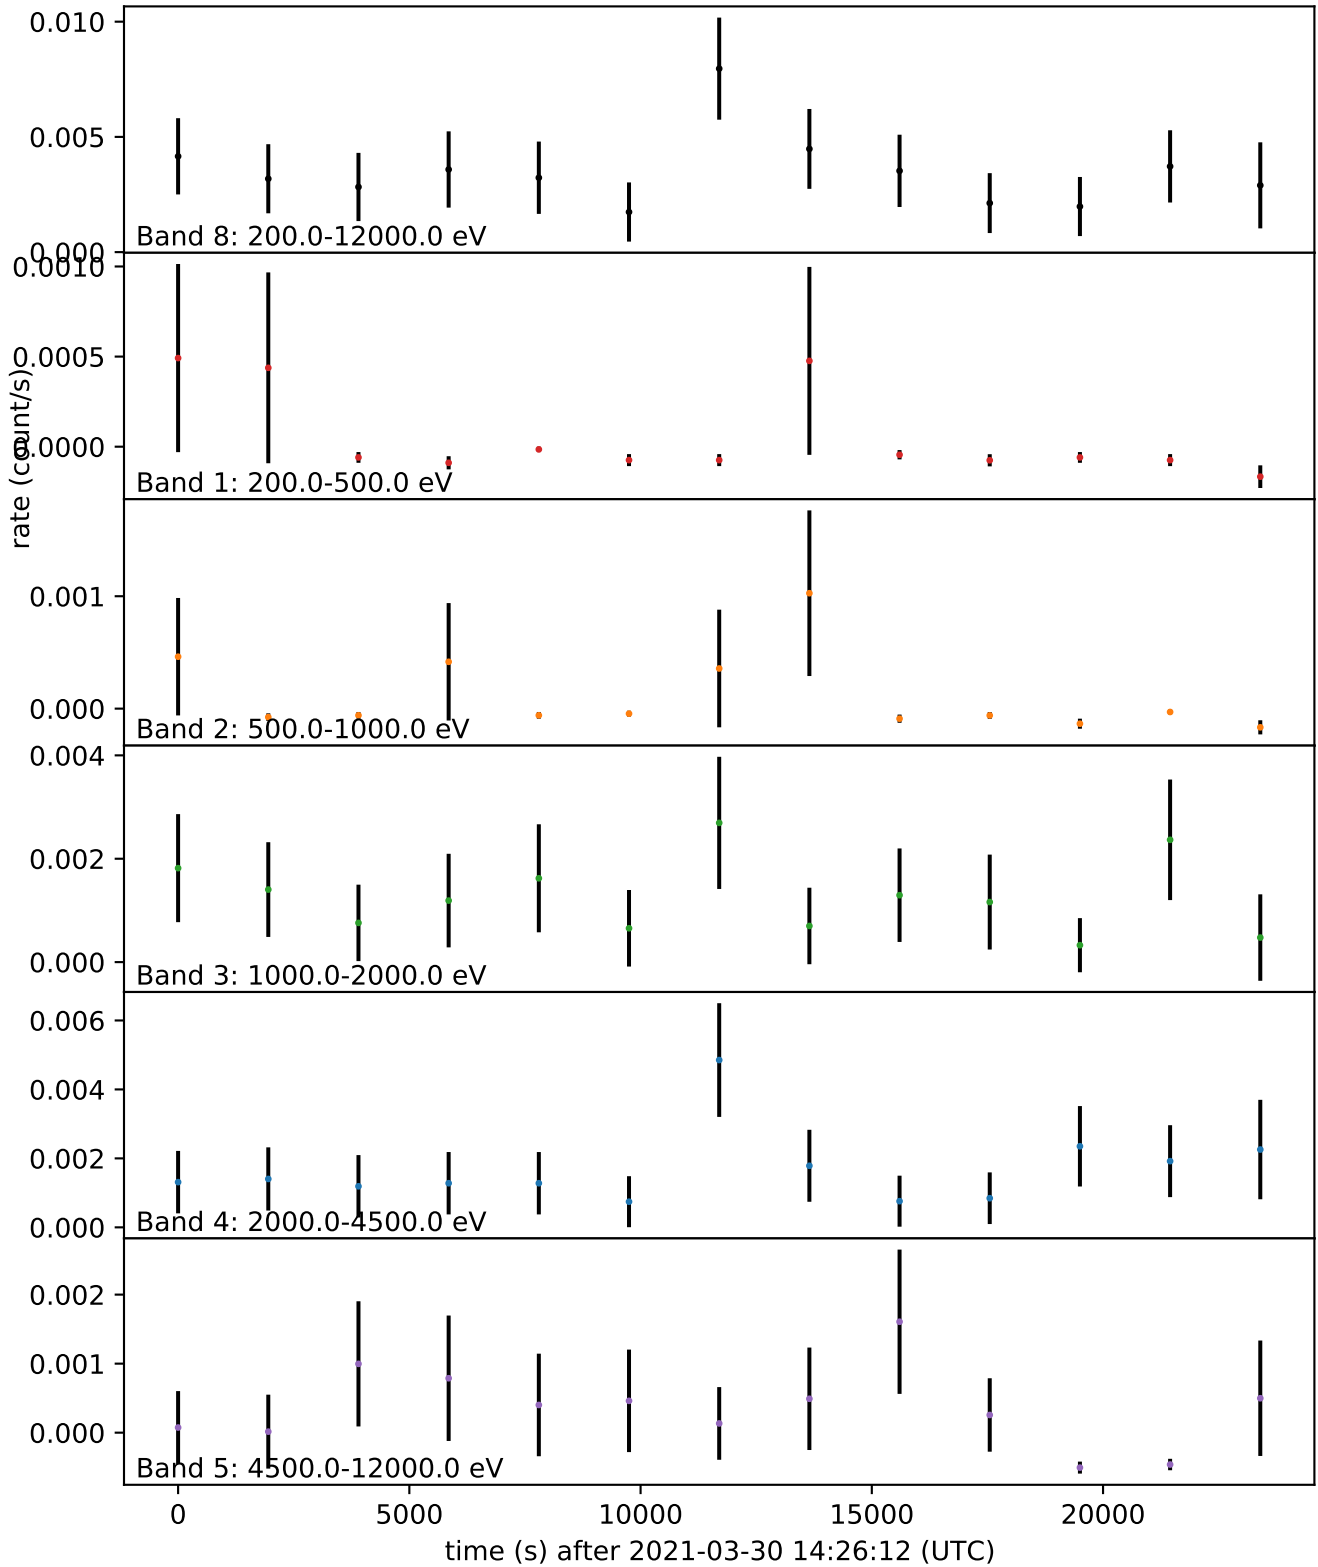 0.010
0.005
0.000
Band 8: 200.0-12000.0 eV
0.0010
0.0005
0.0000
Band 1: 200.0-500.0 eV
rate (count/s)
0.001
0.000
Band 2: 500.0-1000.0 eV
0.004
0.002
0.000
Band 3: 1000.0-2000.0 eV
0.006
0.004
0.002
0.000
Band 4: 2000.0-4500.0 eV
0.002
0.001
0.000
Band 5: 4500.0-12000.0 eV
0 5000 10000 15000 20000
time (s) after 2021-03-30 14:26:12 (UTC)